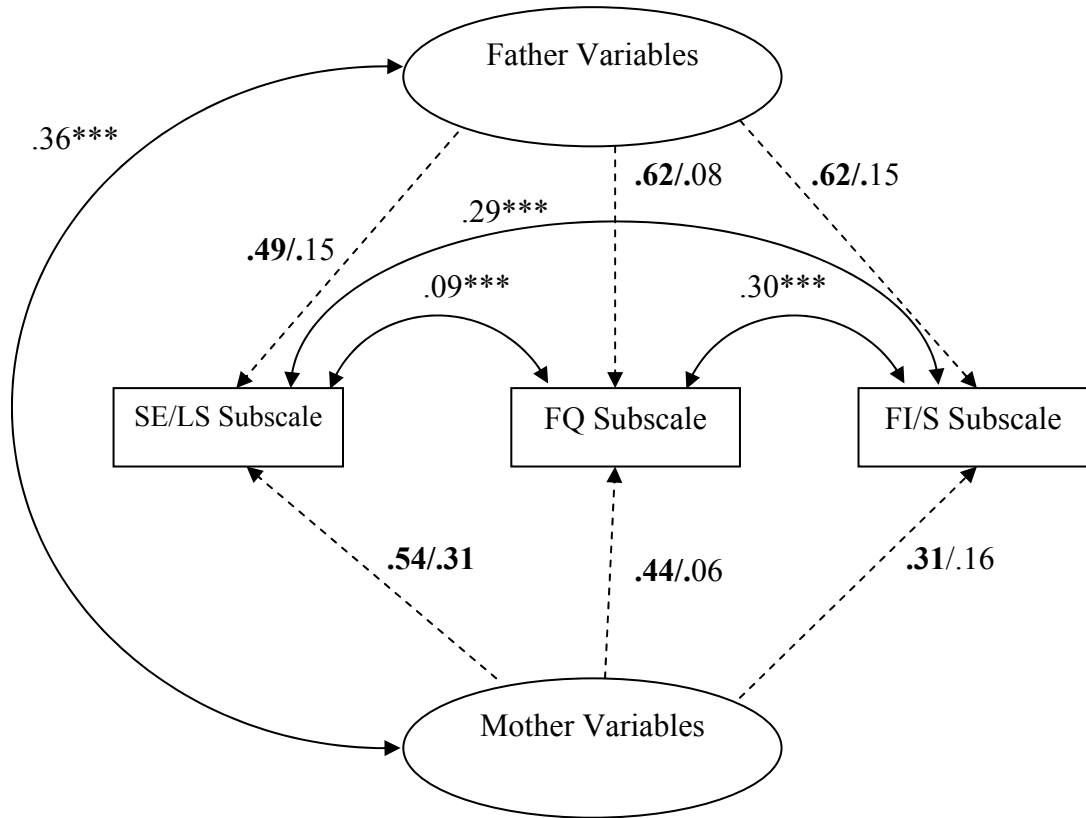 Father Variables
.36***
.62/.08
.62/.15
.29***
.49/.15
.09***
.30***
SE/LS Subscale
FQ Subscale
FI/S Subscale
.54/.31
.44/.06
.31/.16
Mother Variables